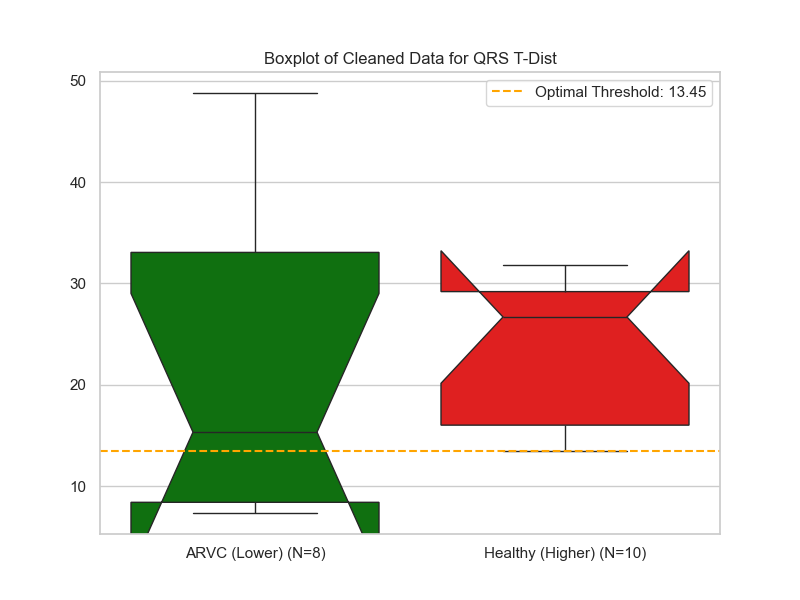 Boxplot of Cleaned Data for QRS T-Dist
Optimal Threshold: 13.45
50
40
30
20
10
ARVC (Lower) (N=8)
Healthy (Higher) (N=10)